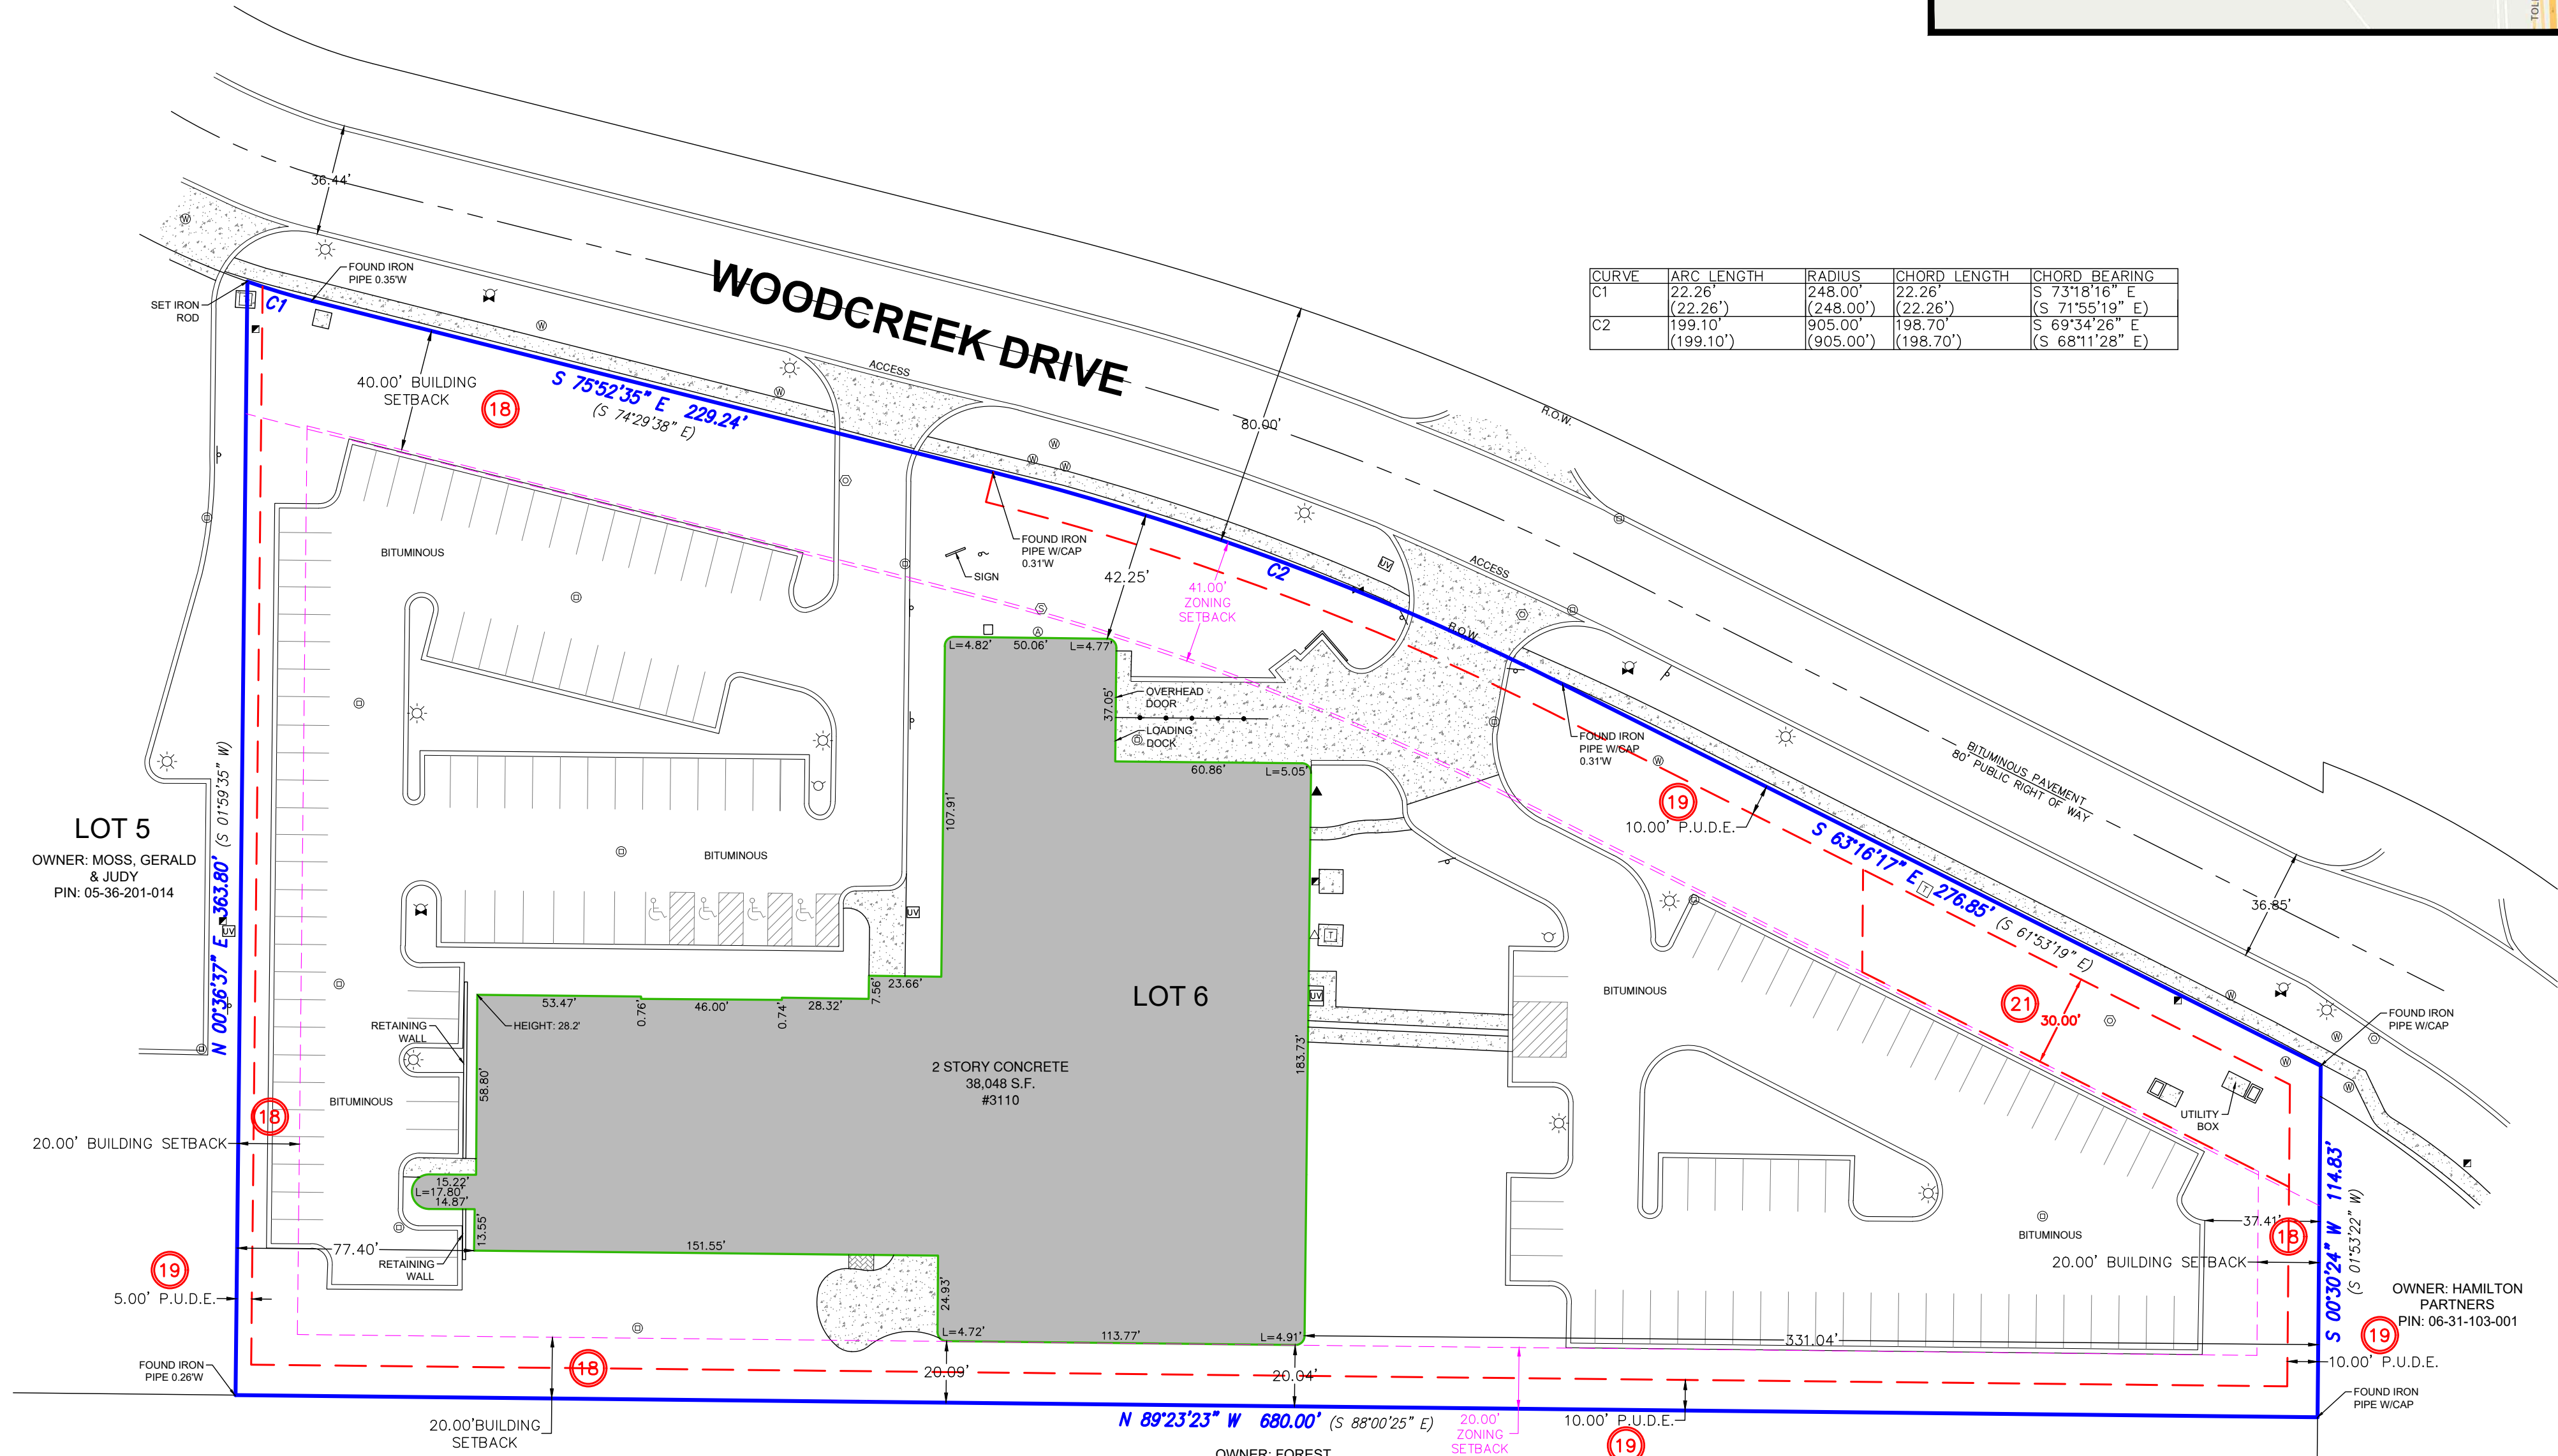 TOLL
36.44'
WOODCREEK DRIVE
CURVE ARC LENGTH RADIUS CHORD LENGTH CHORD BEARING
C1 22.26' 248.00' 22.26' S 73°18'16" E
(22.26') (248.00') (22.26') (S 71°55'19" E)
C2 199.10' 905.00' 198.70' S 69°34'26" E
(199.10') (905.00') (198.70') (S 68°11'28" E)
FOUND IRON
PIPE 0.35'W
SET IRON
ROD
C1
40.00' BUILDING
SETBACK
18
S 75°52'35" E 229.24'
(S 74°29'38" E)
ACCESS
80.00'
R.O.W.
BITUMINOUS
FOUND IRON
PIPE W/CAP
0.31'W
SIGN
42.25'
C2
41.00'
ZONING
SETBACK
ACCESS
R.O.W.
L=4.82'
50.06'
L=4.77'
37.05'
OVERHEAD
DOOR
LOADING
DOCK
60.86'
L=5.05'
107.91'
FOUND IRON
PIPE W/CAP
0.31'W
19
10.00' P.U.D.E.
BITUMINOUS PAVEMENT
80' PUBLIC RIGHT OF WAY
S 63°16'17" E 276.85' (S 61°53'19" E)
36.85'
LOT 5
OWNER: MOSS, GERALD
& JUDY
PIN: 05-36-201-014
N 00°36'37" E 363.80' (S 01°59'35" W)
BITUMINOUS
UV
LOT 6
BITUMINOUS
21
30.00'
FOUND IRON
PIPE W/CAP
53.47'
0.76'
46.00'
0.74'
28.32'
7.56'
23.66'
HEIGHT: 28.2'
RETAINING
WALL
58.80'
2 STORY CONCRETE
38,048 S.F.
#3110
183.73'
UTILITY
BOX
BITUMINOUS
18
20.00' BUILDING SETBACK
15.22'
L=17.80'
14.87'
13.55'
77.40'
RETAINING
WALL
151.55'
24.93'
L=4.72'
113.77'
L=4.91'
331.04'
37.41'
BITUMINOUS
20.00' BUILDING SETBACK
18
S 00°30'24" W 114.83'
(S 01°53'22" W)
OWNER: HAMILTON
PARTNERS
PIN: 06-31-103-001
19
10.00' P.U.D.E.
FOUND IRON
PIPE W/CAP
19
5.00' P.U.D.E.
FOUND IRON
PIPE 0.26'W
18
20.00'BUILDING
SETBACK
20.09'
20.04'
N 89°23'23" W 680.00' (S 88°00'25" E)
20.00'
ZONING
SETBACK
10.00' P.U.D.E.
19
OWNER: FOREST